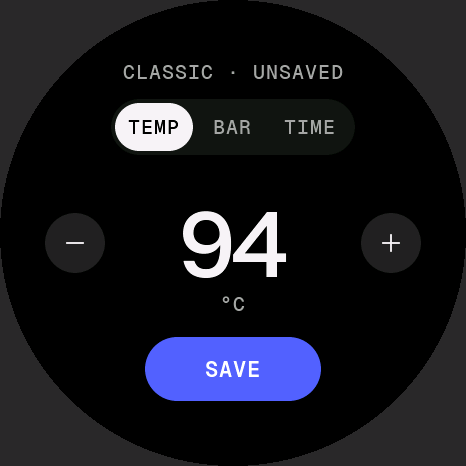 CLASSIC · UNSAVED
TEMP BAR TIME
− 94 +
°C
SAVE